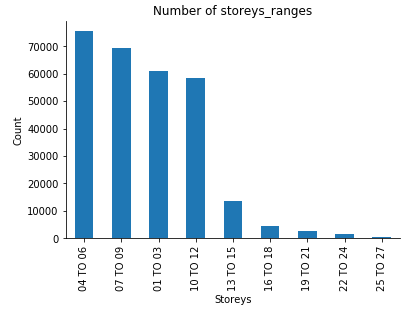 Number of storeys_ranges
Count
70000
60000
50000
40000
30000
20000
10000
0
04 TO 06
07 TO 09
01 TO 03
10 TO 12
13 TO 15
16 TO 18
19 TO 21
22 TO 24
25 TO 27
Storeys